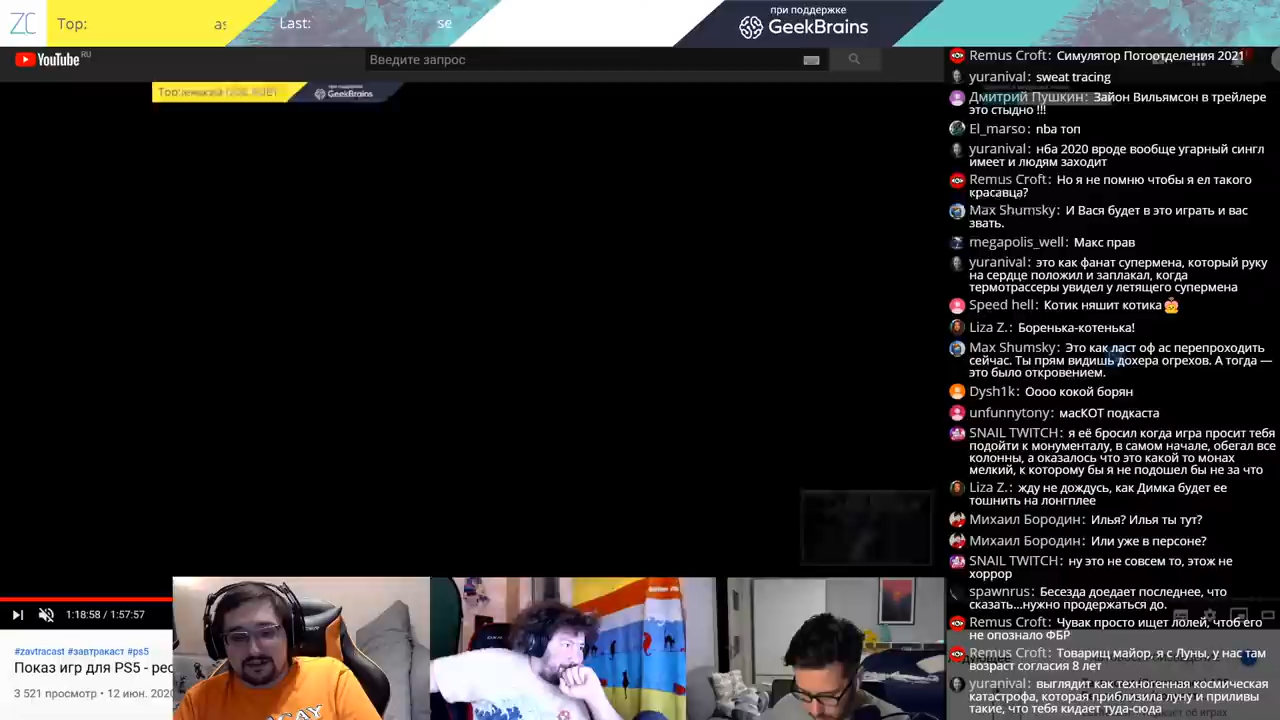 ZC
Top:
as
Last:
se
при поддержке
GeekBrains
YouTube RU
Введите запрос
GeekBrains
Remus Croft: Симулятор Потоотделения 2021
yuranival: sweat tracing
Дмитрий Пушкин: Зайон Вильямсон в трейлере
это стыдно !!!
El_marso: nba топ
yuranival: нба 2020 вроде вообще угарный сингл
имеет и людям заходит
Remus Croft: Но я не помню чтобы я ел такого
красавца?
Max Shumsky: И Вася будет в это играть и вас
звать.
megapolis_well: Макс прав
yuranival: это как фанат супермена, который руку
на сердце положил и заплакал, когда
термотрассеры увидел у летящего супермена
Speed hell: Котик няшит котика
Liza Z.: Боренька-котенька!
Max Shumsky: Это как ласт оф ас перепроходить
сейчас. Ты прям видишь дохера огрехов. А тогда —
это было откровением.
Dysh1k: Оооо кокой борян
unfunnytony: масКОТ подкаста
SNAIL TWITCH: я её бросил когда игра просит тебя
подойти к монументалу, в самом начале, обегал все
колонны, а оказалось что это какой то монах
мелкий, к которому бы я не подошел бы не за что
Liza Z.: жду не дождусь, как Димка будет ее
тошнить на лонгплее
Михаил Бородин: Илья? Илья ты тут?
Михаил Бородин: Или уже в персоне?
SNAIL TWITCH: ну это не совсем то, этож не
хоррор
spawnrus: Бесезда доедает последнее, что
сказать...нужно продержаться до.
Remus Croft: Чувак просто ищет лолей, чтоб его
не опознало ФБР
Remus Croft: Товарищ майор, я с Луны, у нас там
возраст согласия 8 лет
yuranival: выглядит как техногенная космическая
катастрофа, которая приблизила луну и приливы
такие, что тебя кидает туда-сюда
1:18:58 / 1:57:57
#zavtracast #завтракаст #ps5
Показ игр для PS5 - рес
3 521 просмотр • 12 июн. 2020